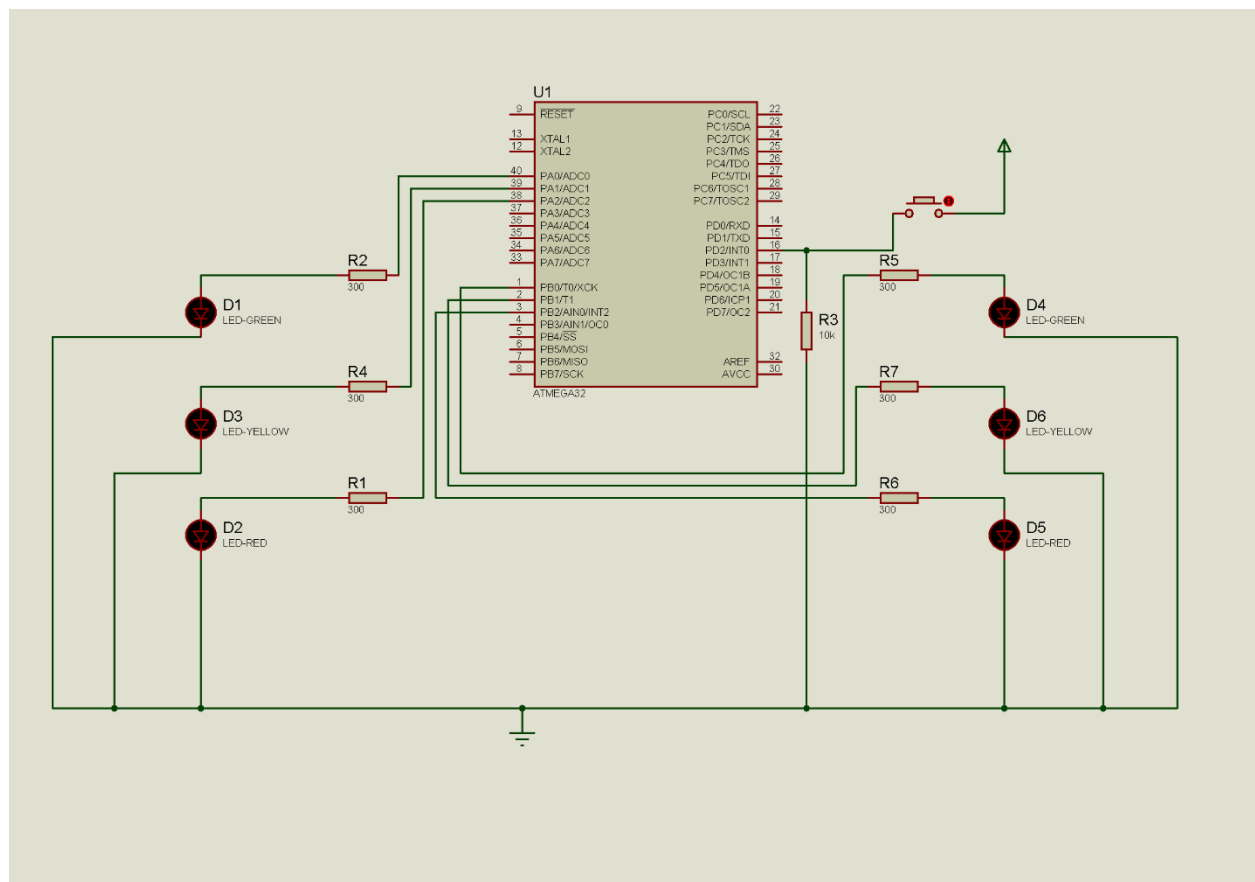 U1
9 RESET
13 XTAL1
12 XTAL2
40 PA0/ADC0
39 PA1/ADC1
38 PA2/ADC2
37 PA3/ADC3
36 PA4/ADC4
35 PA5/ADC5
34 PA6/ADC6
33 PA7/ADC7
1 PB0/T0/XCK
2 PB1/T1
3 PB2/AIN0/INT2
4 PB3/AIN1/OC0
5 PB4/SS
6 PB5/MOSI
7 PB6/MISO
8 PB7/SCK
PC0/SCL 22
PC1/SDA 23
PC2/TCK 24
PC3/TMS 25
PC4/TDO 26
PC5/TDI 27
PC6/TOSC1 28
PC7/TOSC2 29
PD0/RXD 14
PD1/TXD 15
PD2/INT0 16
PD3/INT1 17
PD4/OC1B 18
PD5/OC1A 19
PD6/ICP1 20
PD7/OC2 21
AREF 32
AVCC 30
ATMEGA32
R2
300
D1
LED-GREEN
R4
300
D3
LED-YELLOW
R1
300
D2
LED-RED
R3
10k
R5
300
D4
LED-GREEN
R7
300
D6
LED-YELLOW
R6
300
D5
LED-RED